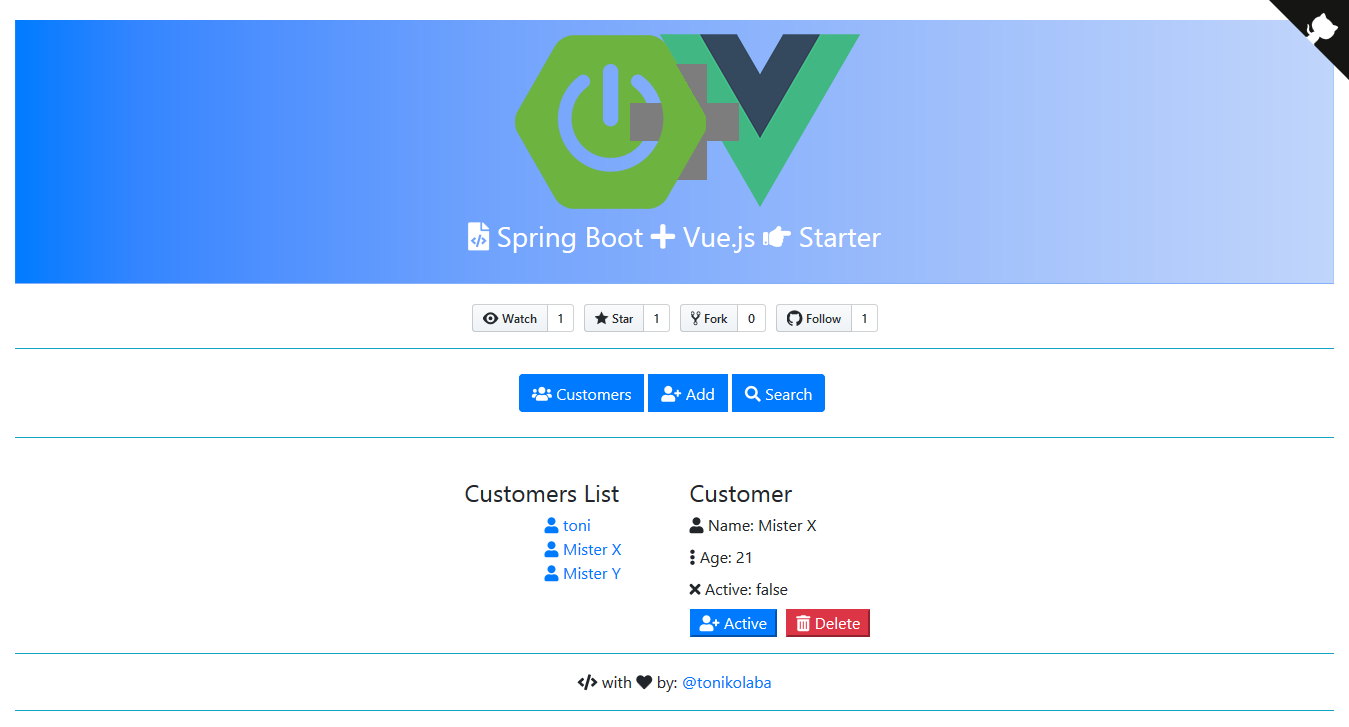 Spring Boot Vue.js Starter
Watch 1 Star 1 Fork 0 Follow 1
Customers Add Search
Customers List
toni
Mister X
Mister Y
Customer
Name: Mister X
Age: 21
Active: false
Active Delete
with by: @tonikolaba